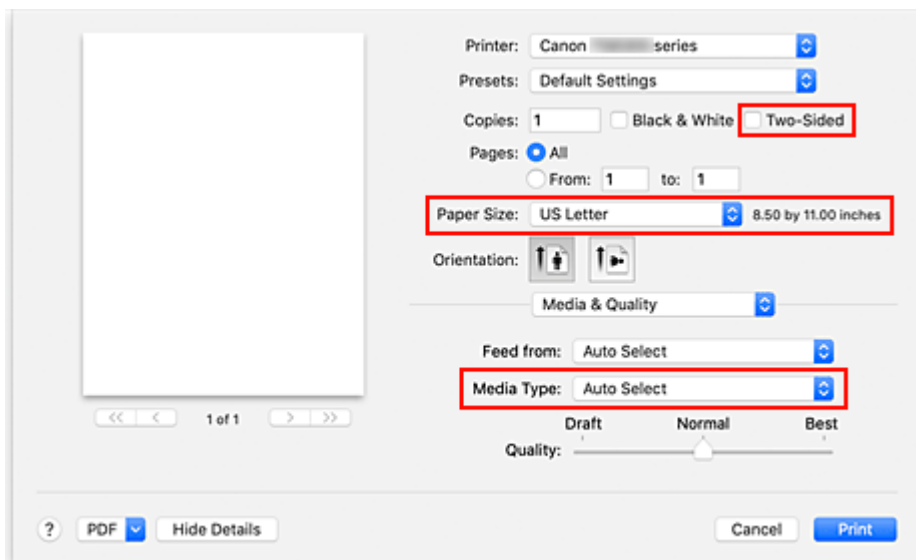 Printer: Canon series
Presets: Default Settings
Copies: 1 Black & White Two-Sided
Pages: All
From: 1 to: 1
Paper Size: US Letter 8.50 by 11.00 inches
Orientation:
Media & Quality
Feed from: Auto Select
Media Type: Auto Select
<< < 1 of 1 > >>
Draft Normal Best
Quality:
? PDF Hide Details Cancel Print